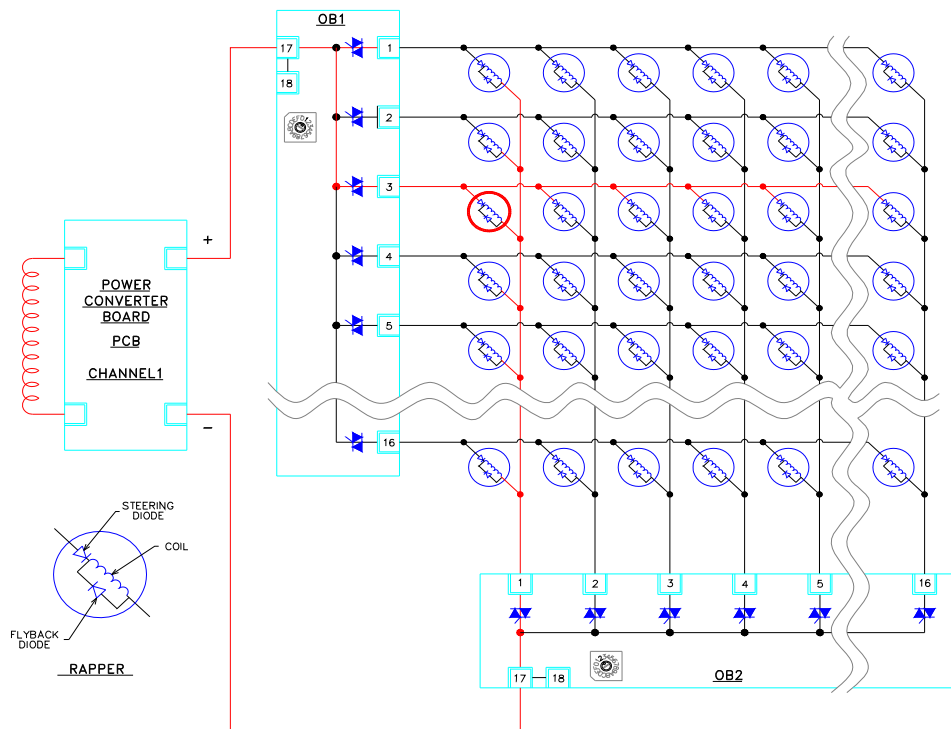 OB1
17
18
1
2
3
4
5
16
+
POWER
CONVERTER
BOARD
PCB
CHANNEL1
−
STEERING
DIODE
COIL
FLYBACK
DIODE
RAPPER
1
2
3
4
5
16
17
18
OB2